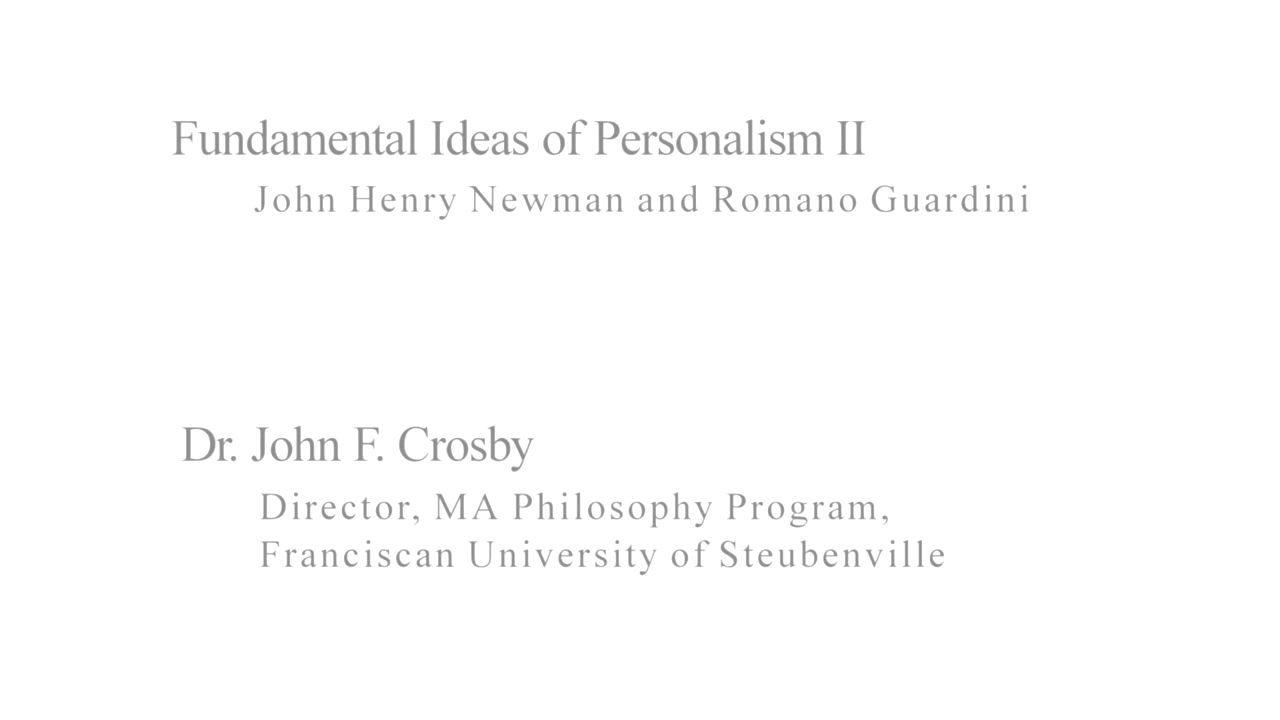 Fundamental Ideas of Personalism II
John Henry Newman and Romano Guardini
Dr. John F. Crosby
Director, MA Philosophy Program,
Franciscan University of Steubenville